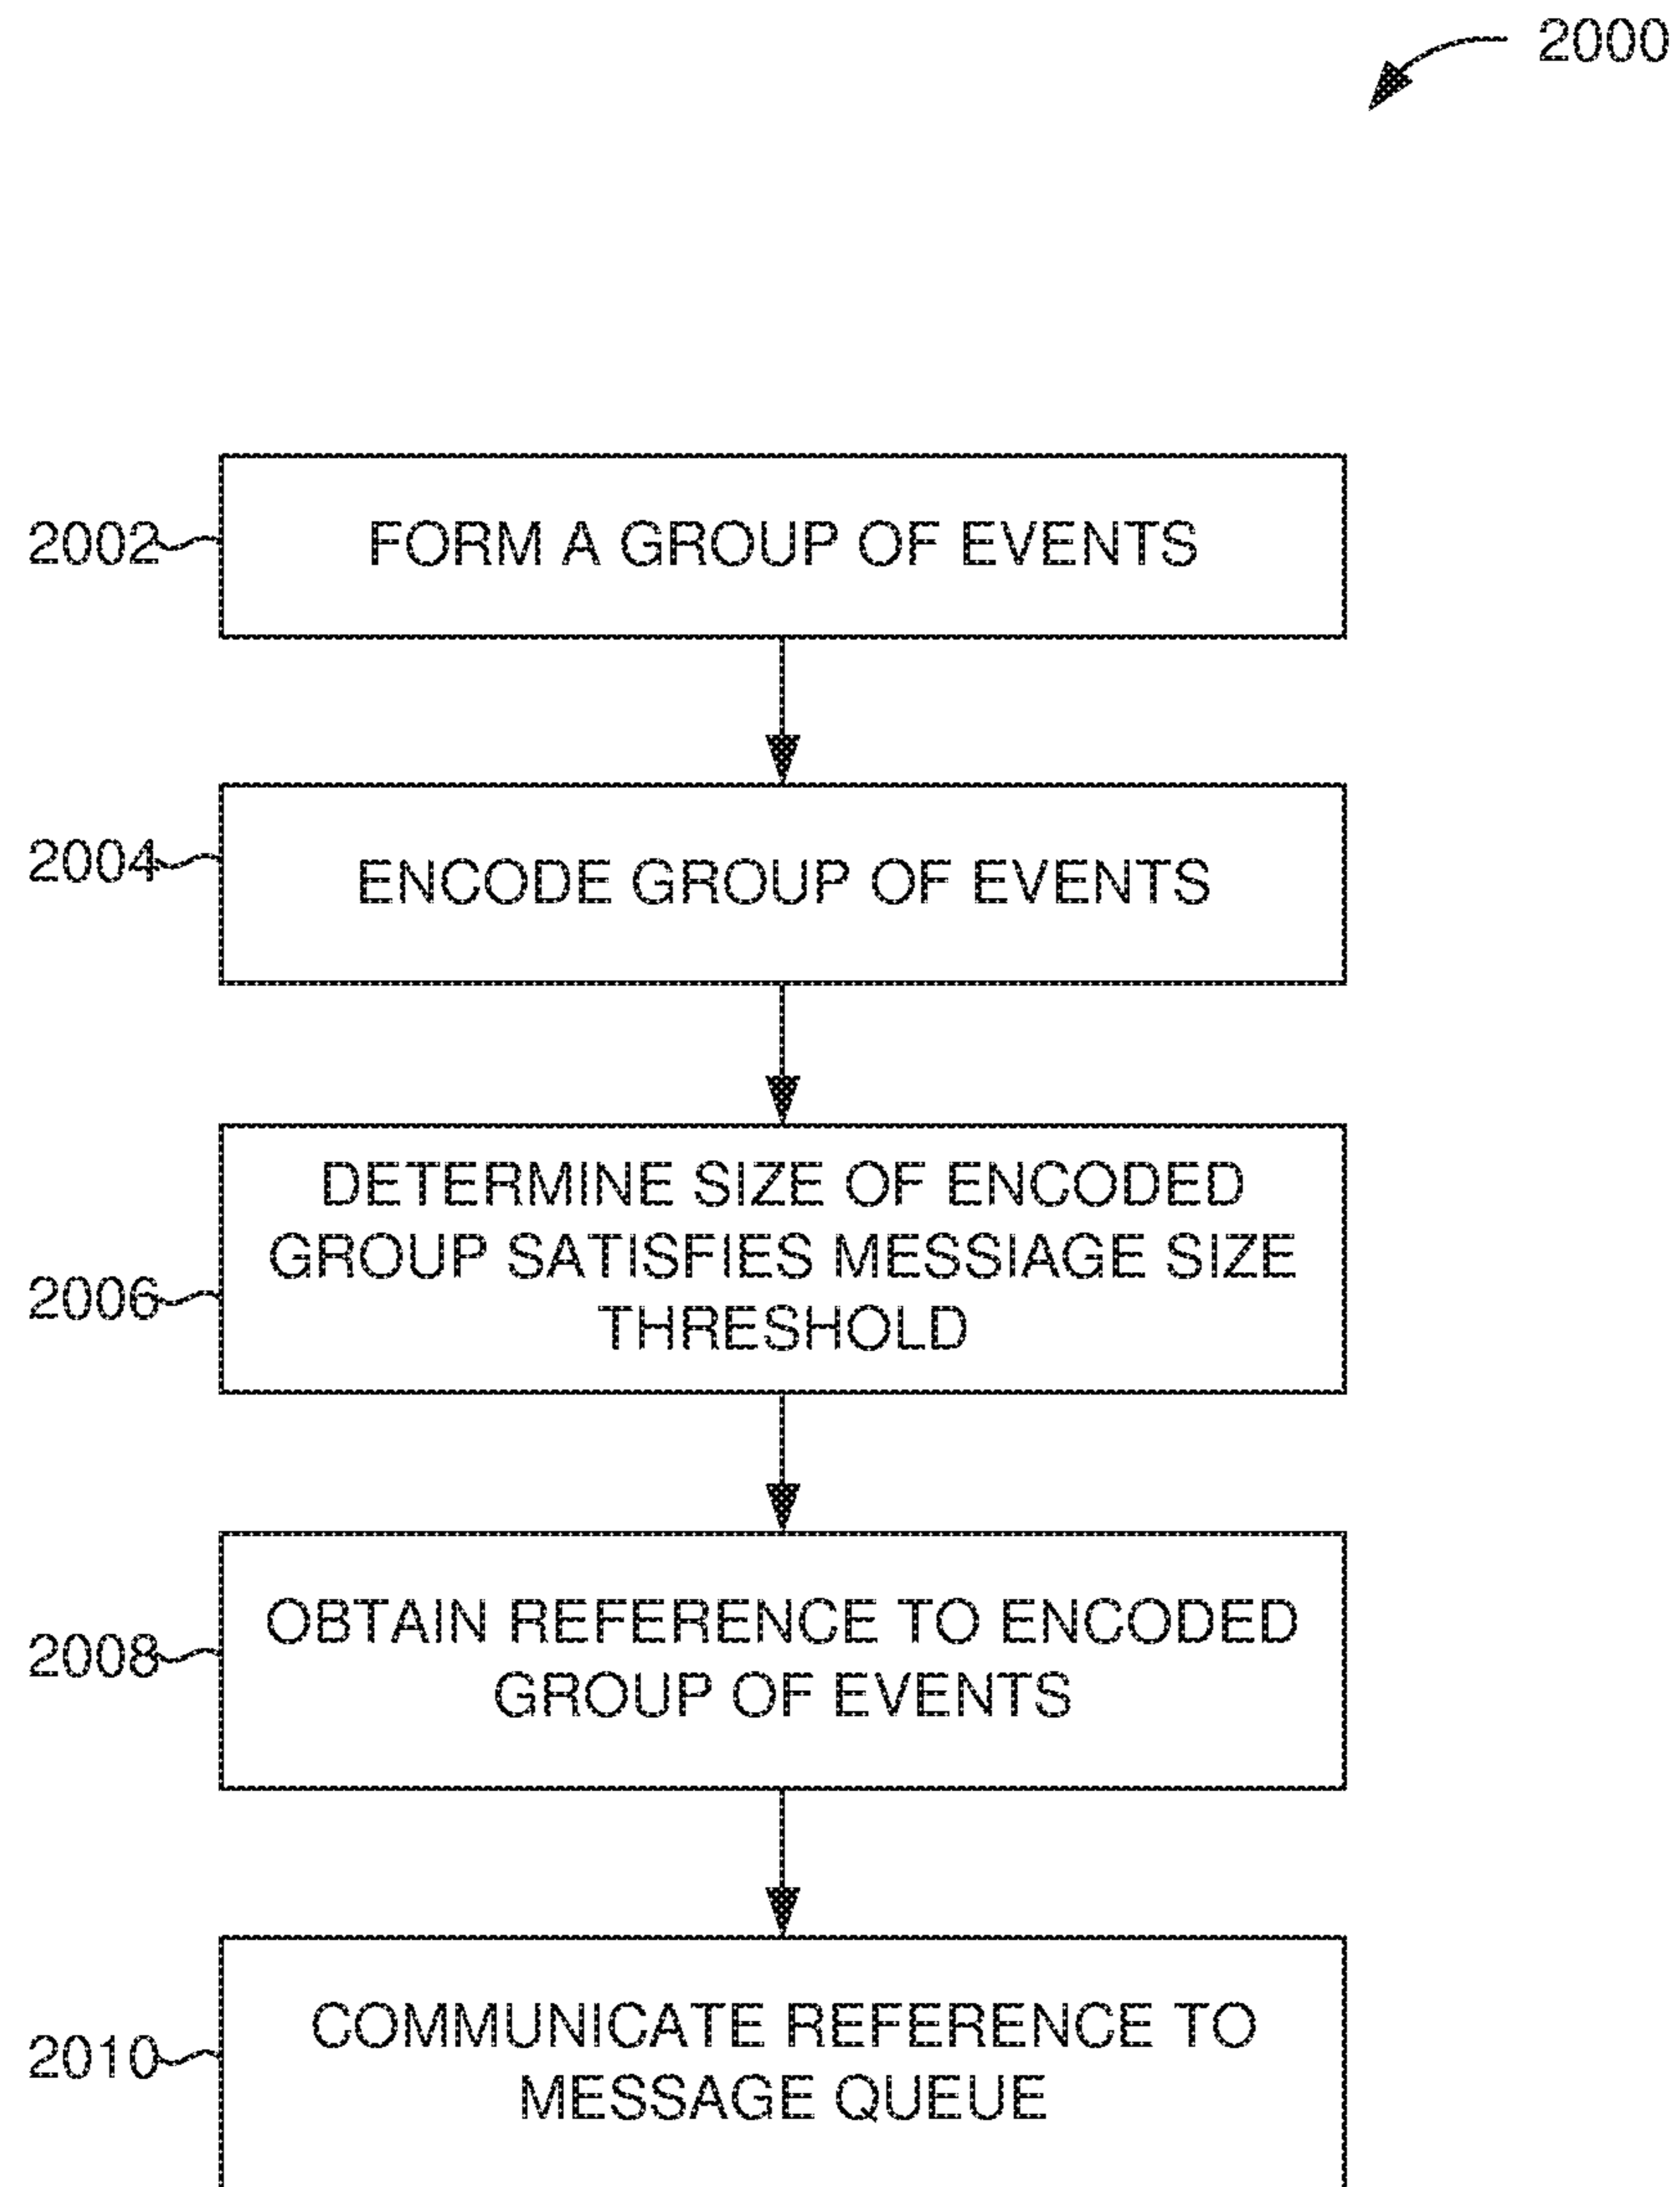 2000
2002
FORM A GROUP OF EVENTS
2004
ENCODE GROUP OF EVENTS
2006
DETERMINE SIZE OF ENCODED
GROUP SATISFIES MESSIAGE SIZE
THRESHOLD
2008
OBTAIN REFERENCE TO ENCODED
GROUP OF EVENTS
2010
COMMUNICATE REFERENCE TO
MESSAGE QUEUE